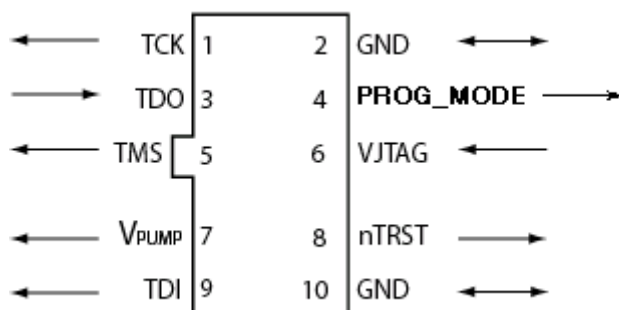 TCK 1 2 GND
TDO 3 4 PROG_MODE
TMS 5 6 VJTAG
VPUMP 7 8 nTRST
TDI 9 10 GND